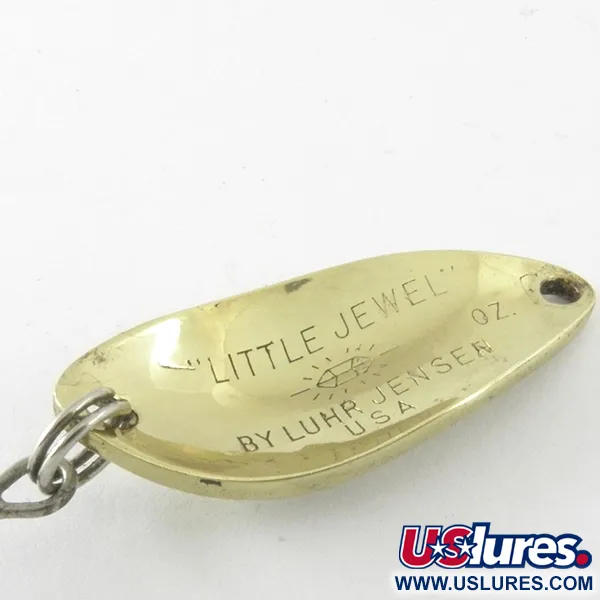 "LITTLE JEWEL"
OZ.
BY LUHR JENSEN
USA
USlures.
WWW.USLURES.COM